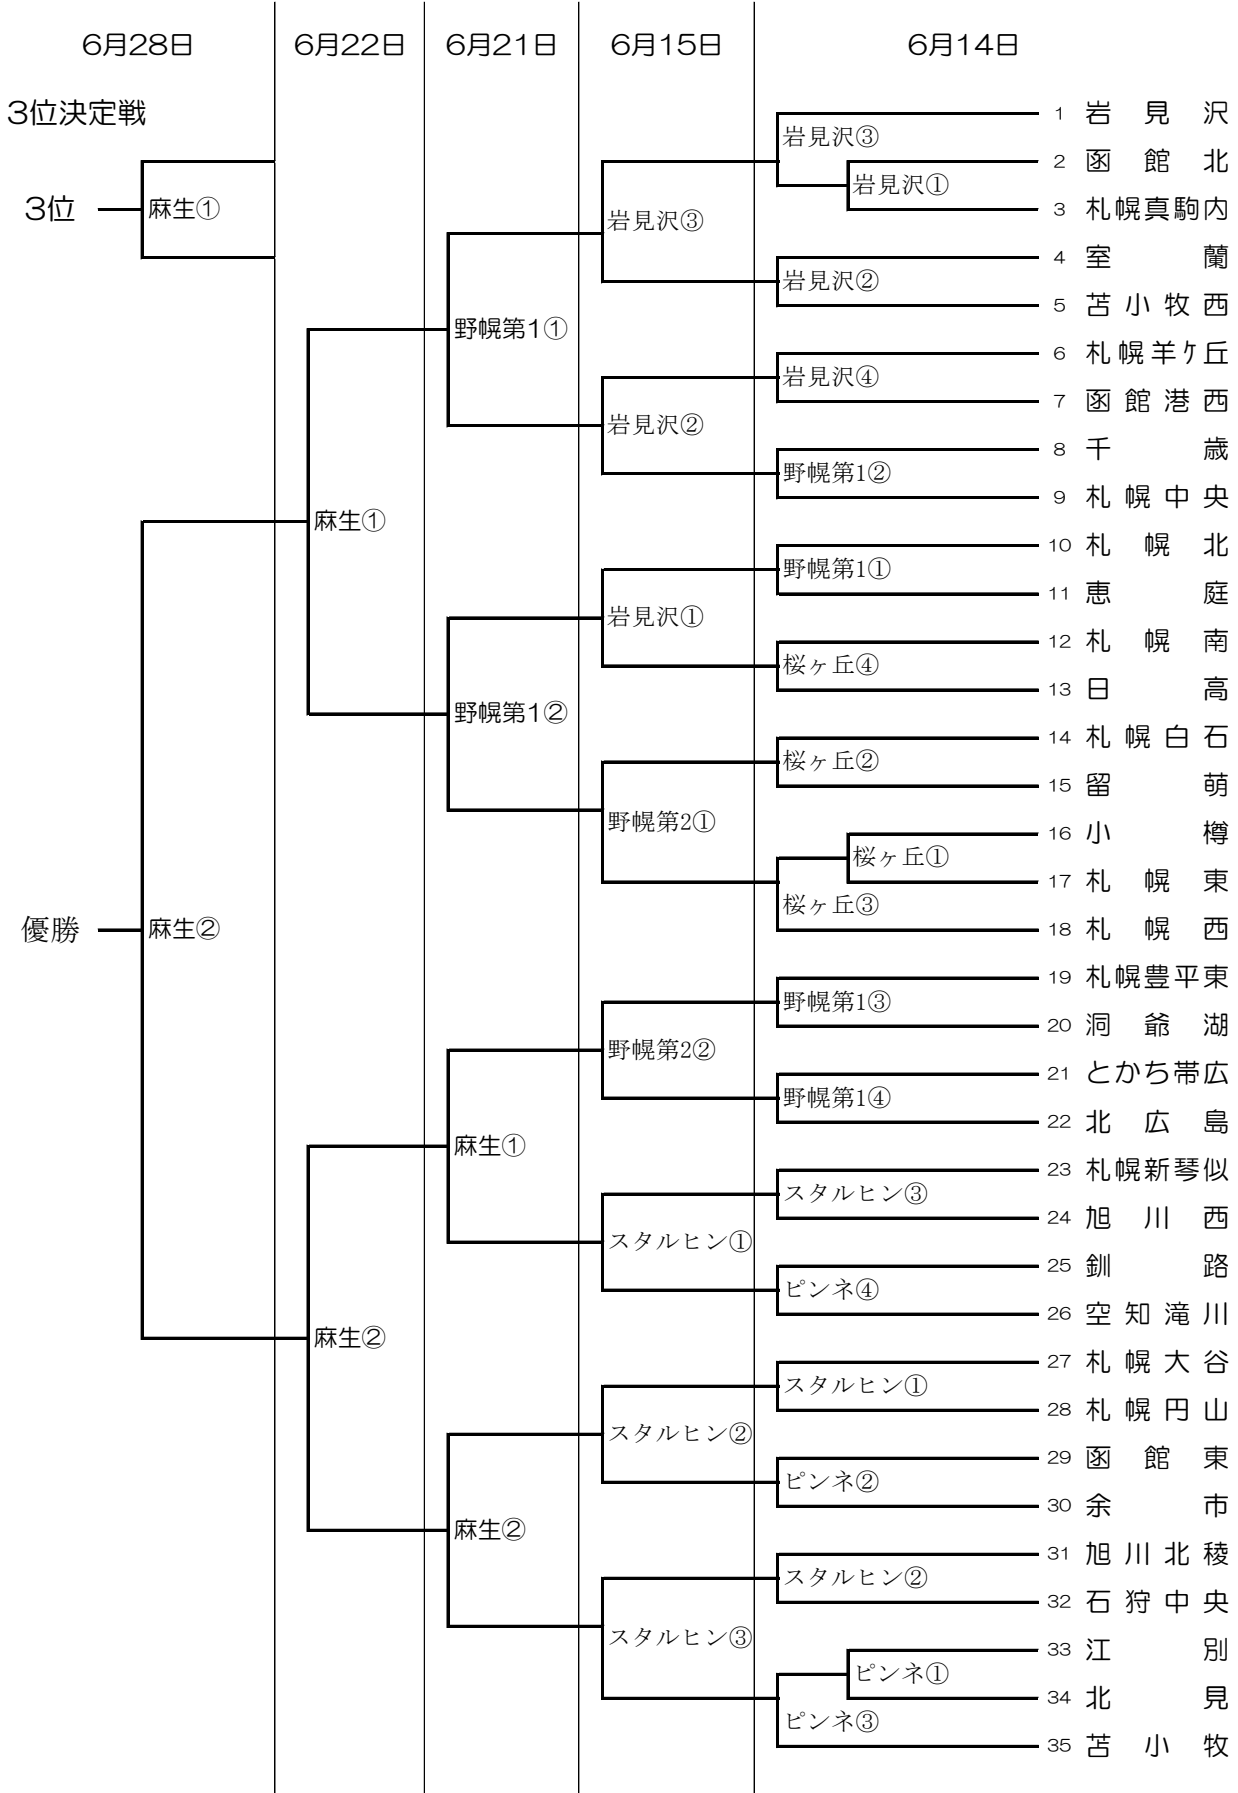 6月28日 6月22日 6月21日 6月15日 6月14日
3位決定戦
1 岩見沢
岩見沢③
2 函館北
岩見沢①
3位 麻生①
3 札幌真駒内
岩見沢③
4 室蘭
岩見沢②
5 苫小牧西
野幌第1①
6 札幌羊ケ丘
岩見沢④
7 函館港西
岩見沢②
8 千歳
野幌第1②
9 札幌中央
麻生①
10 札幌北
野幌第1①
11 恵庭
岩見沢①
12 札幌南
桜ヶ丘④
13 日高
野幌第1②
14 札幌白石
桜ヶ丘②
15 留萌
野幌第2①
16 小樽
桜ヶ丘①
17 札幌東
桜ヶ丘③
優勝 麻生②
18 札幌西
19 札幌豊平東
野幌第1③
20 洞爺湖
野幌第2②
21 とかち帯広
野幌第1④
22 北広島
麻生①
23 札幌新琴似
スタルヒン③
24 旭川西
スタルヒン①
25 釧路
ピンネ④
26 空知滝川
麻生②
27 札幌大谷
スタルヒン①
28 札幌円山
スタルヒン②
29 函館東
ピンネ②
30 余市
麻生②
31 旭川北稜
スタルヒン②
32 石狩中央
スタルヒン③
33 江別
ピンネ①
34 北見
ピンネ③
35 苫小牧